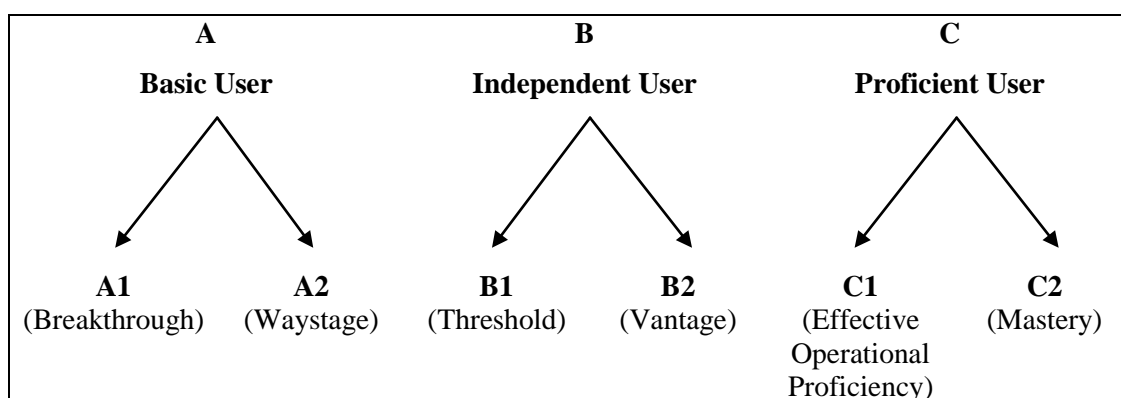 A B C
Basic User Independent User Proficient User
A1 A2 B1 B2 C1 C2
(Breakthrough) (Waystage) (Threshold) (Vantage) (Effective (Mastery)
Operational
Proficiency)